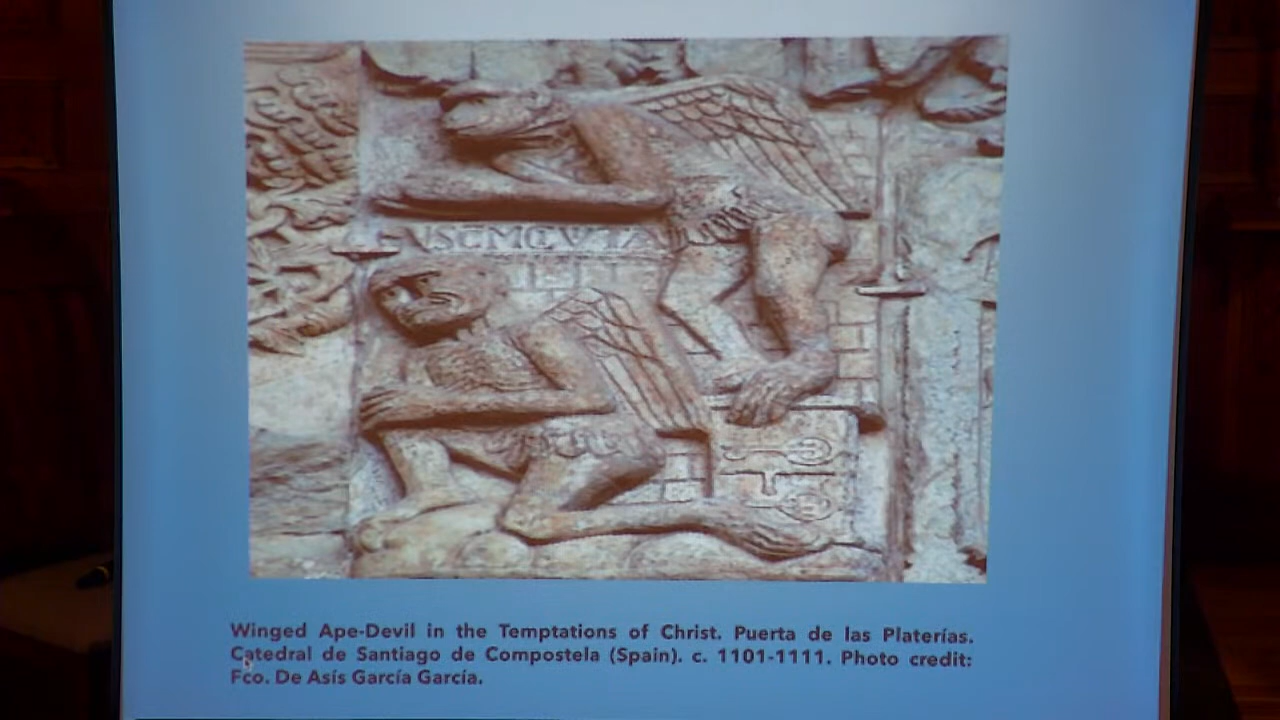 VSCMCVIA
Winged Ape-Devil in the Temptations of Christ. Puerta de las Platerías.
Catedral de Santiago de Compostela (Spain). c. 1101-1111. Photo credit:
Fco. De Asís García García.